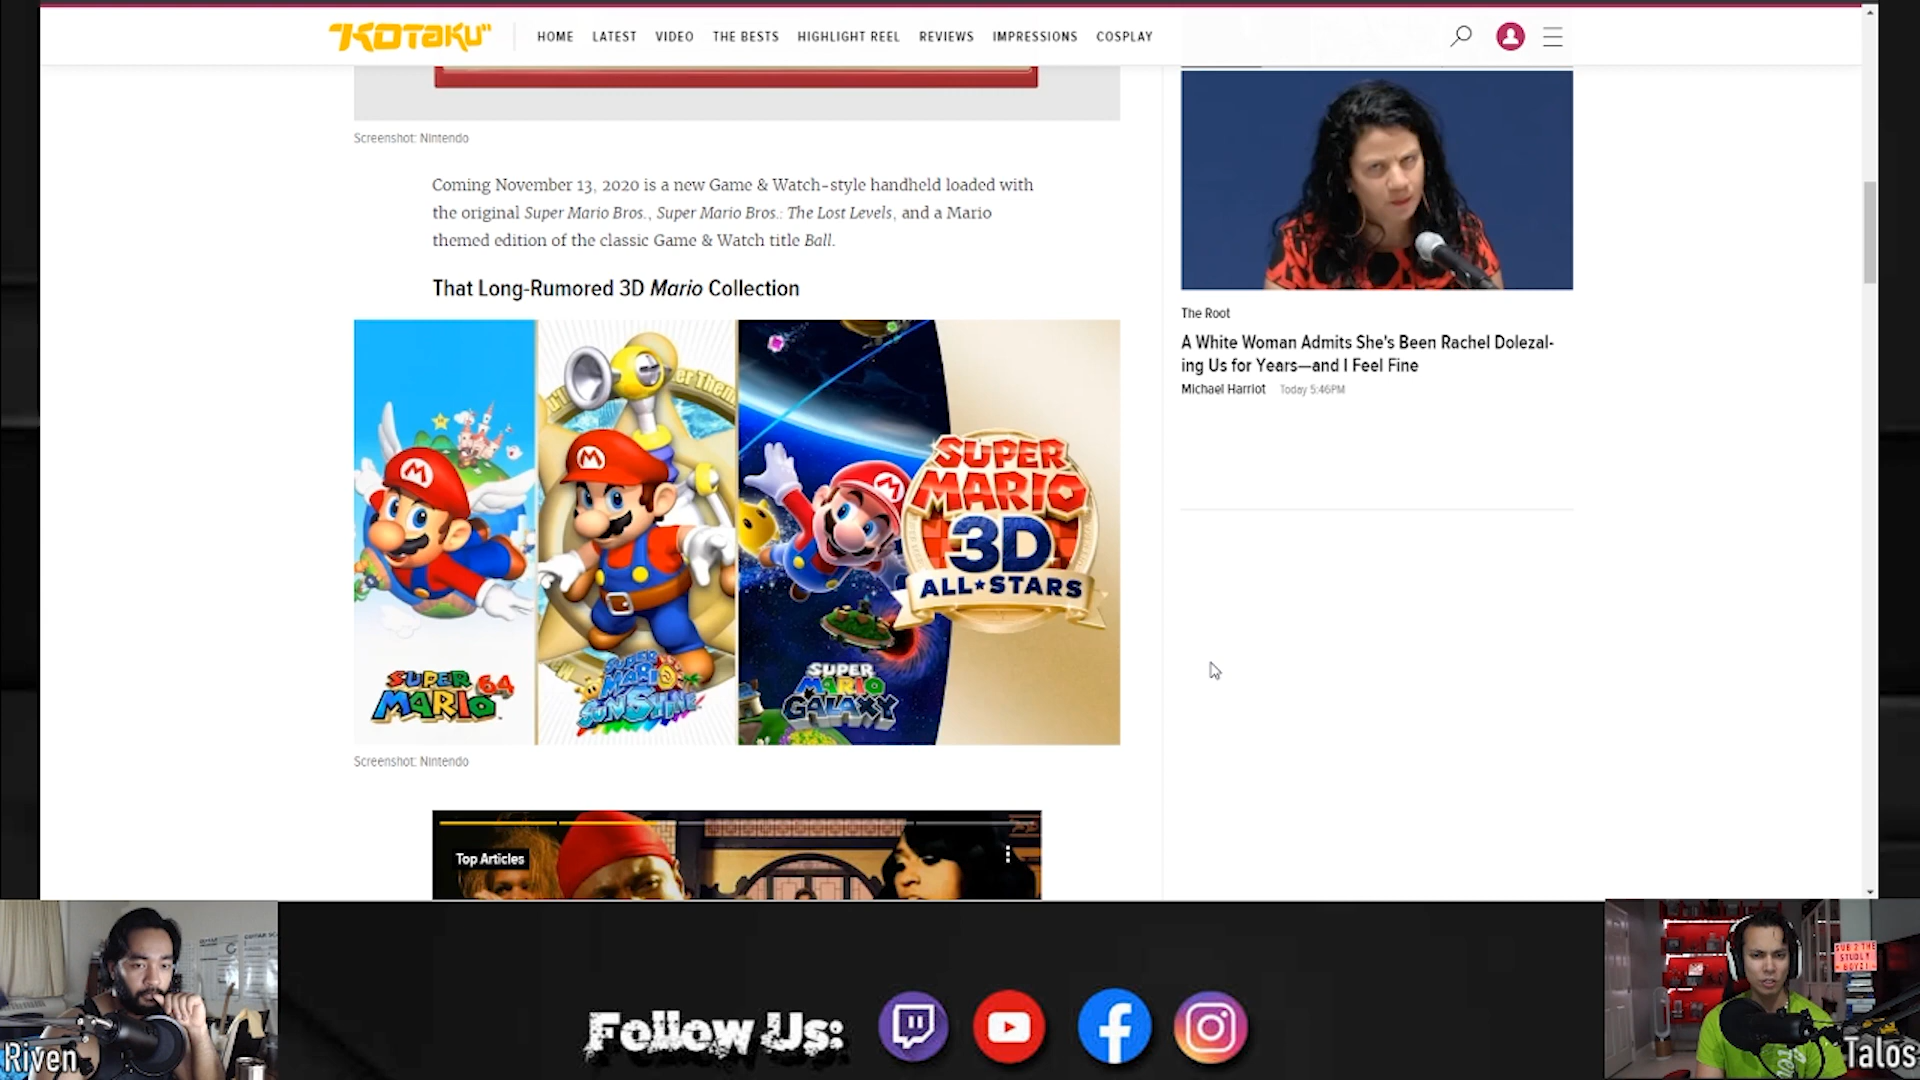 "KOTAKU"
HOME LATEST VIDEO THE BESTS HIGHLIGHT REEL REVIEWS IMPRESSIONS COSPLAY
Screenshot: Nintendo
Coming November 13, 2020 is a new Game & Watch-style handheld loaded with
the original Super Mario Bros., Super Mario Bros.: The Lost Levels, and a Mario
themed edition of the classic Game & Watch title Ball.
That Long-Rumored 3D Mario Collection
SUPER
MARIO 64
SUPER
MARIO
SUNSHINE
SUPER
MARIO
GALAXY
SUPER
MARIO
3D
ALL★STARS
Screenshot: Nintendo
Top Articles
The Root
A White Woman Admits She's Been Rachel Dolezal-
ing Us for Years—and I Feel Fine
Michael Harriot Today 5:46PM
Riven
Follow Us:
SUB 2 THE
STUDLY
BOYZ!
Talos